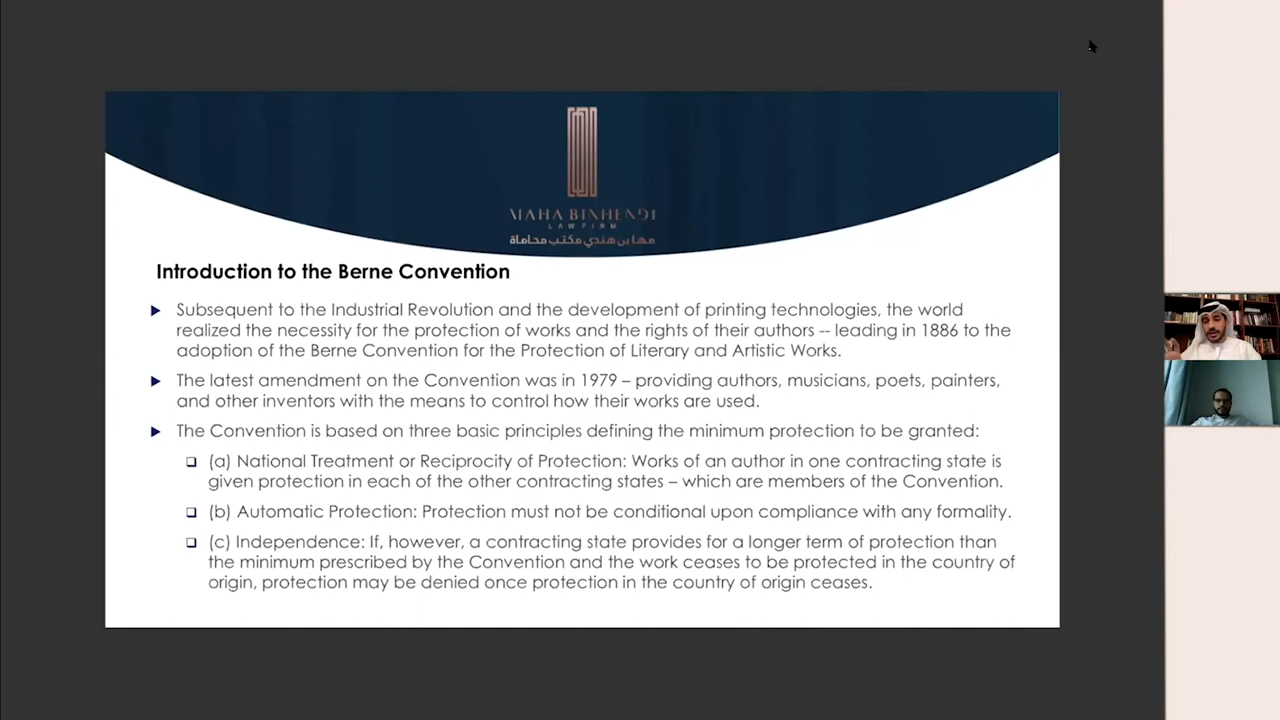 MAHA BINHENDI
LAW FIRM
مها بن هندي مكتب محاماة
Introduction to the Berne Convention
Subsequent to the Industrial Revolution and the development of printing technologies, the world
realized the necessity for the protection of works and the rights of their authors -- leading in 1886 to the
adoption of the Berne Convention for the Protection of Literary and Artistic Works.
The latest amendment on the Convention was in 1979 – providing authors, musicians, poets, painters,
and other inventors with the means to control how their works are used.
The Convention is based on three basic principles defining the minimum protection to be granted:
(a) National Treatment or Reciprocity of Protection: Works of an author in one contracting state is
given protection in each of the other contracting states – which are members of the Convention.
(b) Automatic Protection: Protection must not be conditional upon compliance with any formality.
(c) Independence: If, however, a contracting state provides for a longer term of protection than
the minimum prescribed by the Convention and the work ceases to be protected in the country of
origin, protection may be denied once protection in the country of origin ceases.